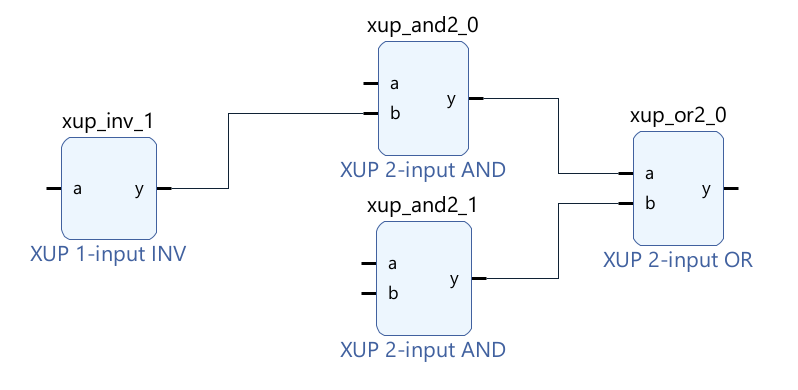 xup_and2_0
a
b
y
XUP 2-input AND
xup_inv_1
a
y
XUP 1-input INV
xup_and2_1
a
b
y
XUP 2-input AND
xup_or2_0
a
b
y
XUP 2-input OR